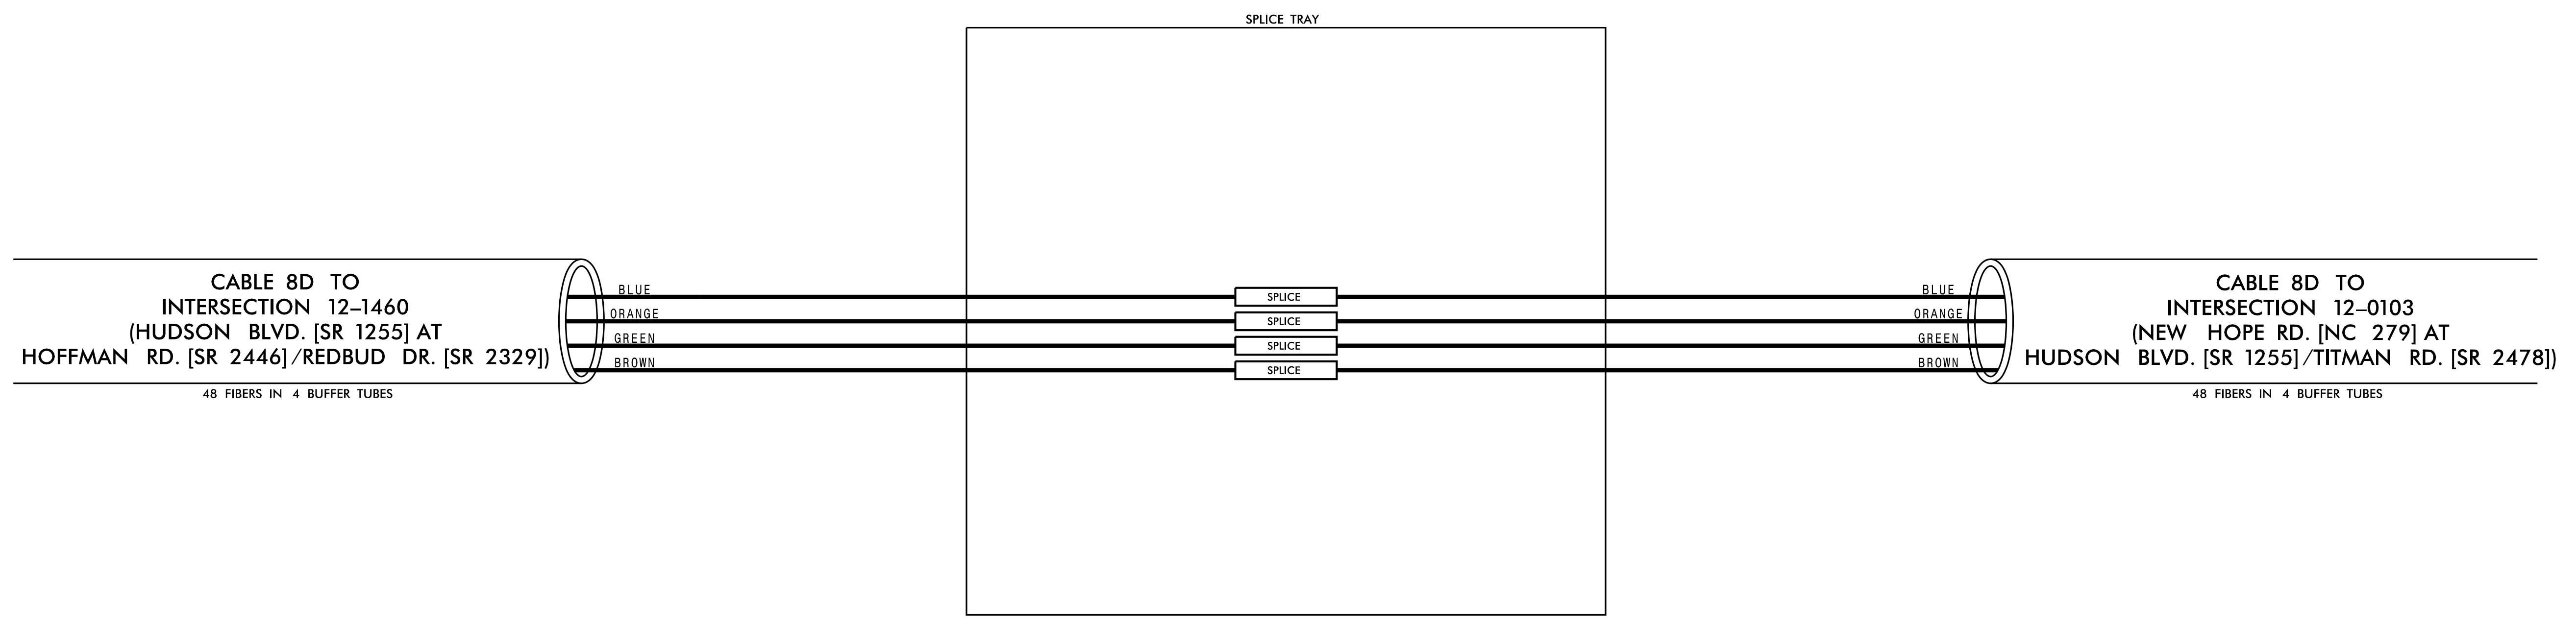 SPLICE TRAY
CABLE 8D TO
INTERSECTION 12–1460
(HUDSON BLVD. [SR 1255] AT
HOFFMAN RD. [SR 2446]/REDBUD DR. [SR 2329])
48 FIBERS IN 4 BUFFER TUBES
BLUE
ORANGE
GREEN
BROWN
SPLICE
SPLICE
SPLICE
SPLICE
BLUE
ORANGE
GREEN
BROWN
CABLE 8D TO
INTERSECTION 12–0103
(NEW HOPE RD. [NC 279] AT
HUDSON BLVD. [SR 1255]/TITMAN RD. [SR 2478])
48 FIBERS IN 4 BUFFER TUBES